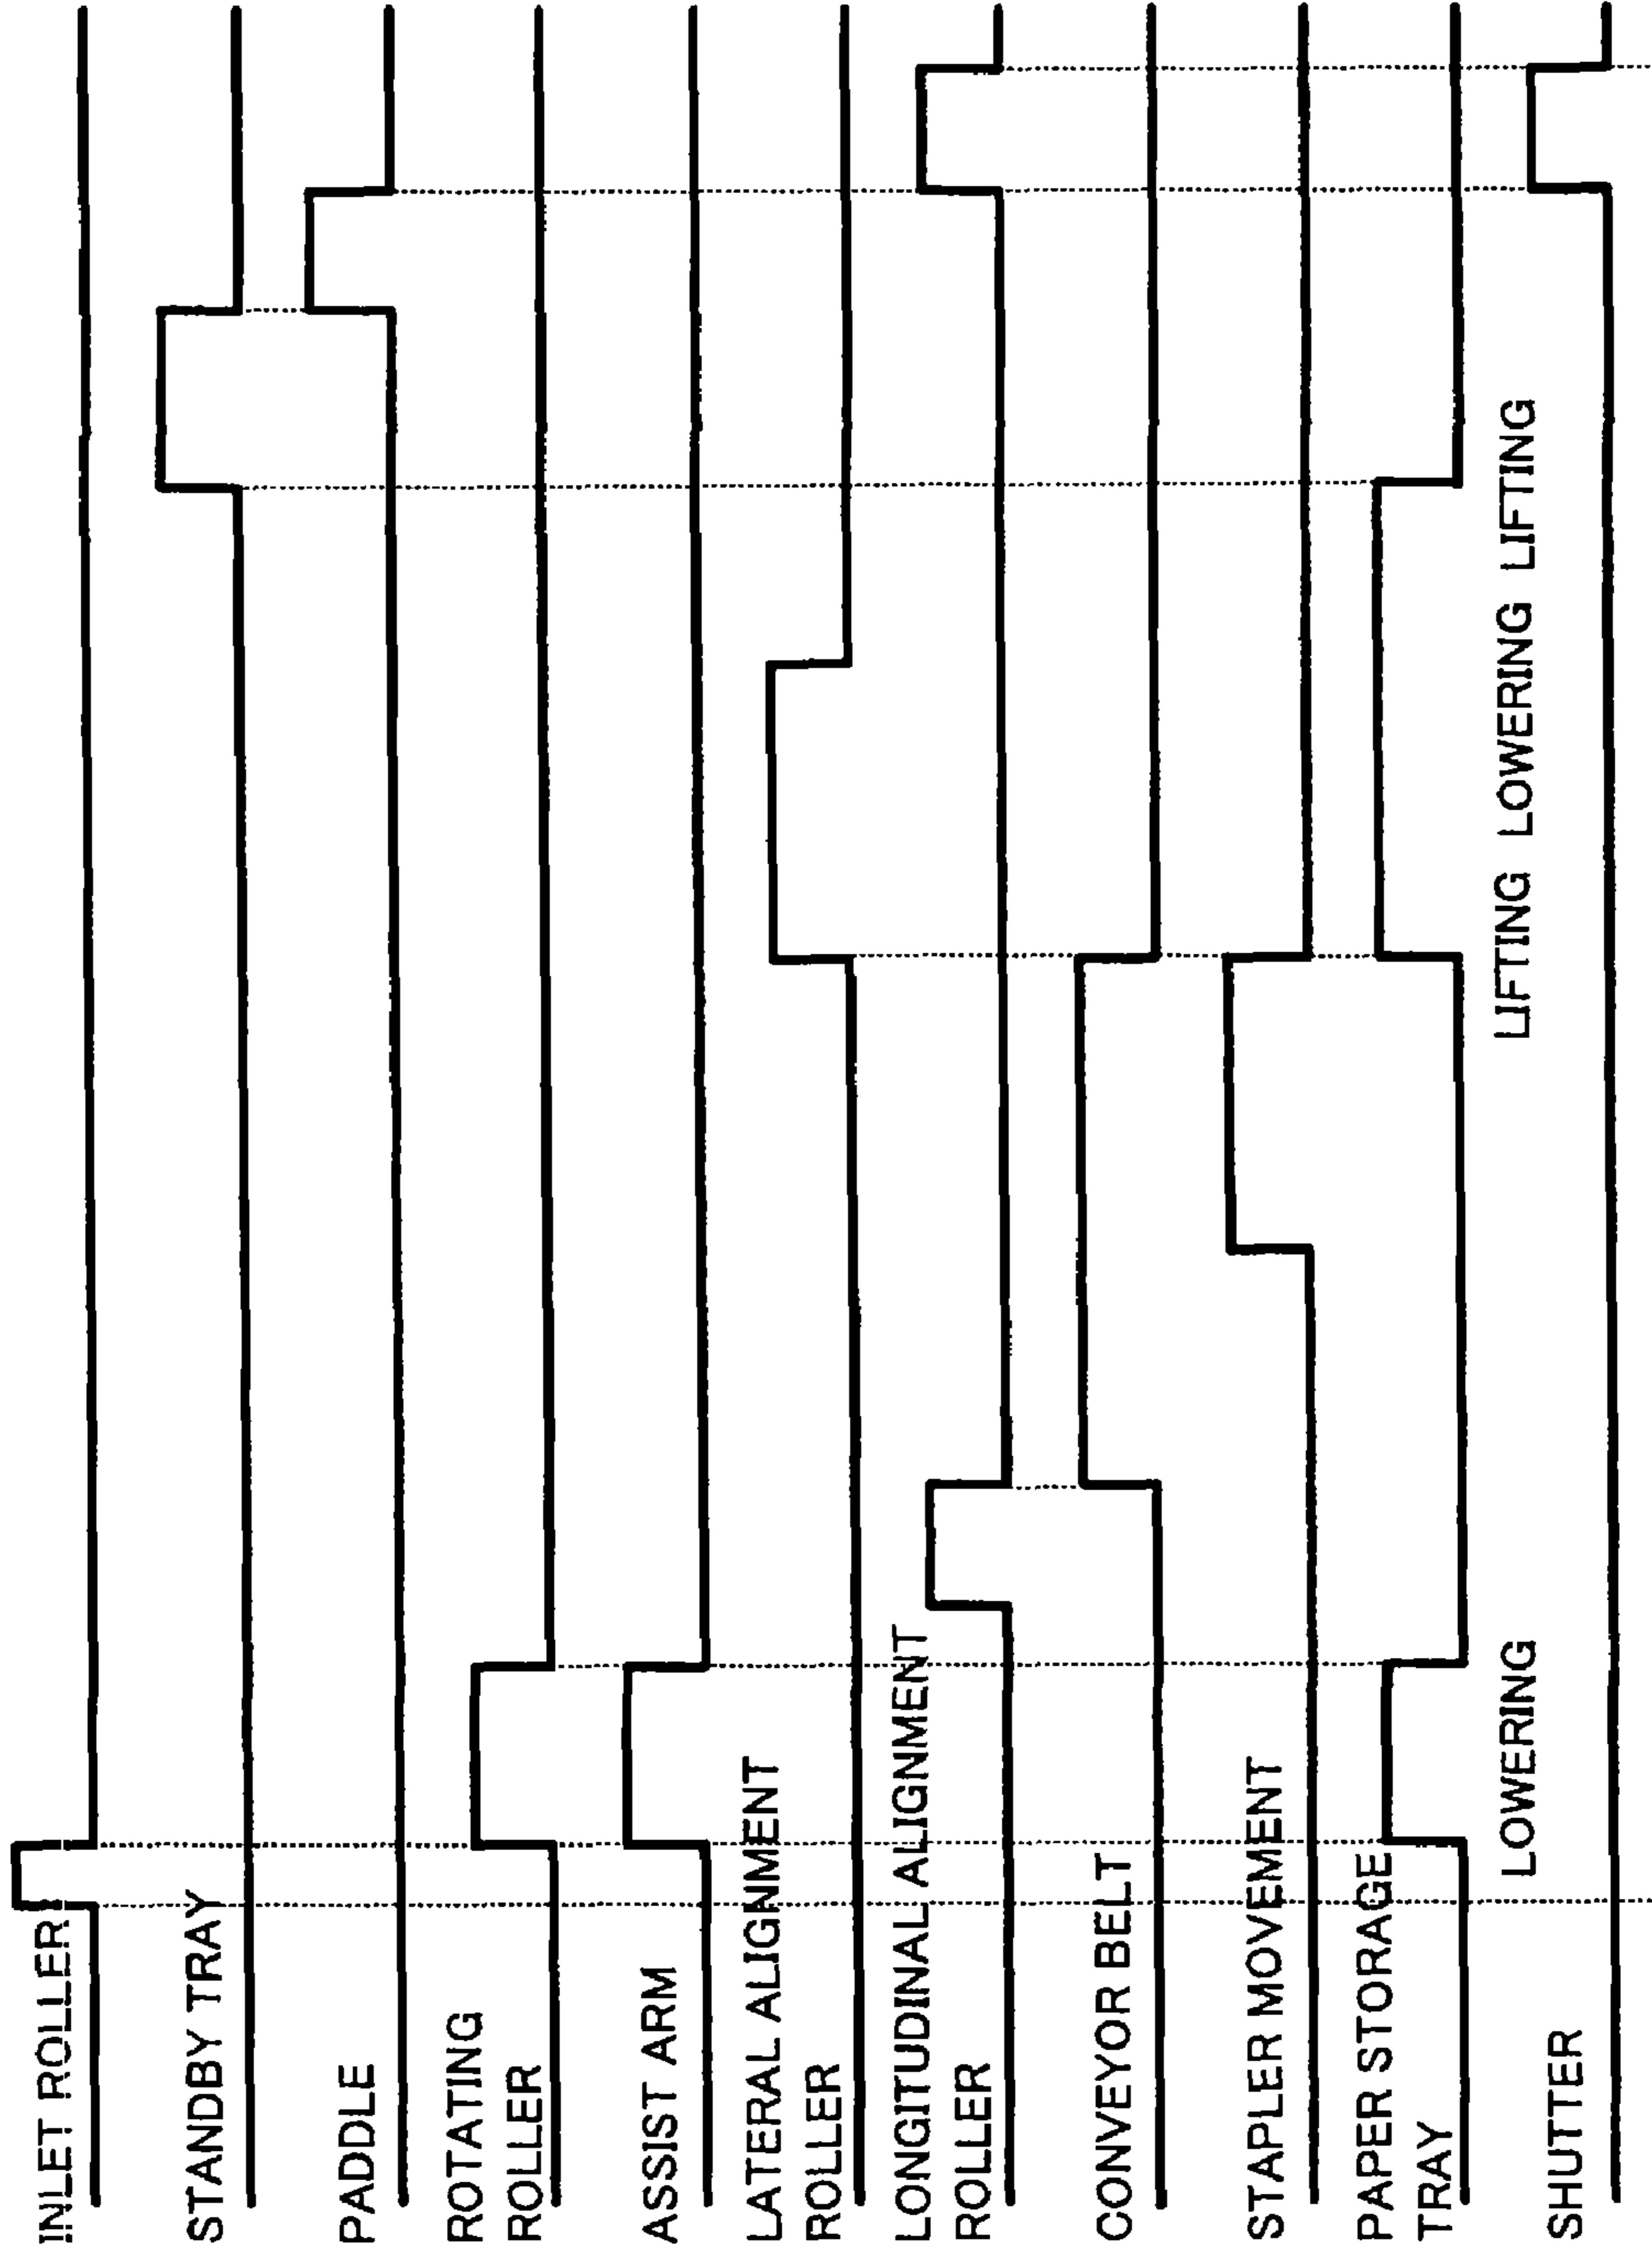 INLET ROLLER
STANDBY TRAY
PADDLE
ROTATING
ROLLER
ASSIST ARM
LATERAL ALIGNMENT
ROLLER
LONGITUDINAL ALIGNMENT
ROLLER
CONVEYOR BELT
STAPLER MOVEMENT
PAPER STORAGE
TRAY
LOWERING
LIFTING LOWERING LIFTING
SHUTTER